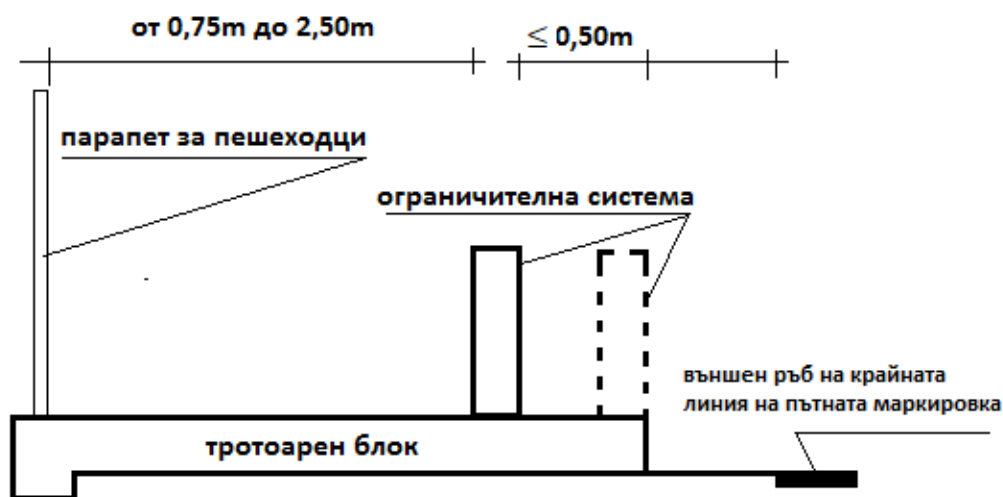 от 0,75m до 2,50m
≤ 0,50m
парапет за пешеходци
ограничителна система
външен ръб на крайната
линия на пътната маркировка
тротоарен блок